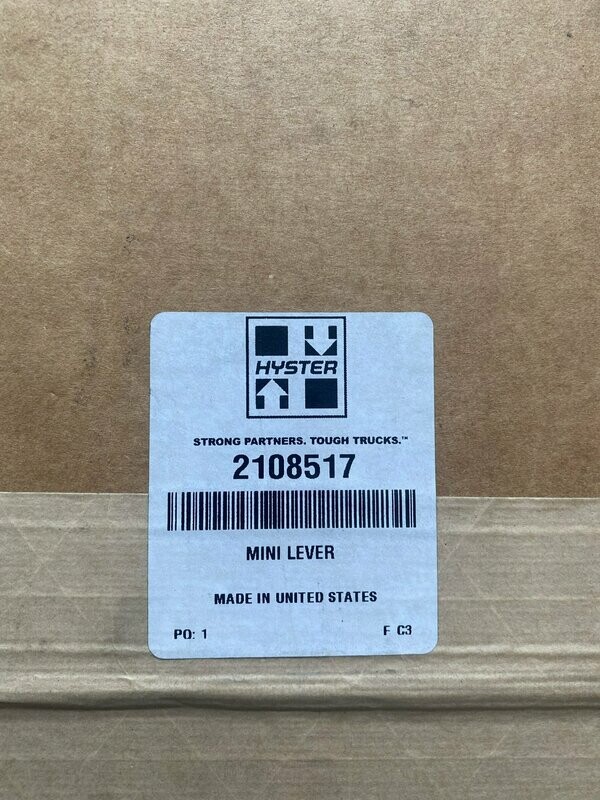 HYSTER
STRONG PARTNERS. TOUGH TRUCKS.™
2108517
MINI LEVER
MADE IN UNITED STATES
PO: 1 F C3